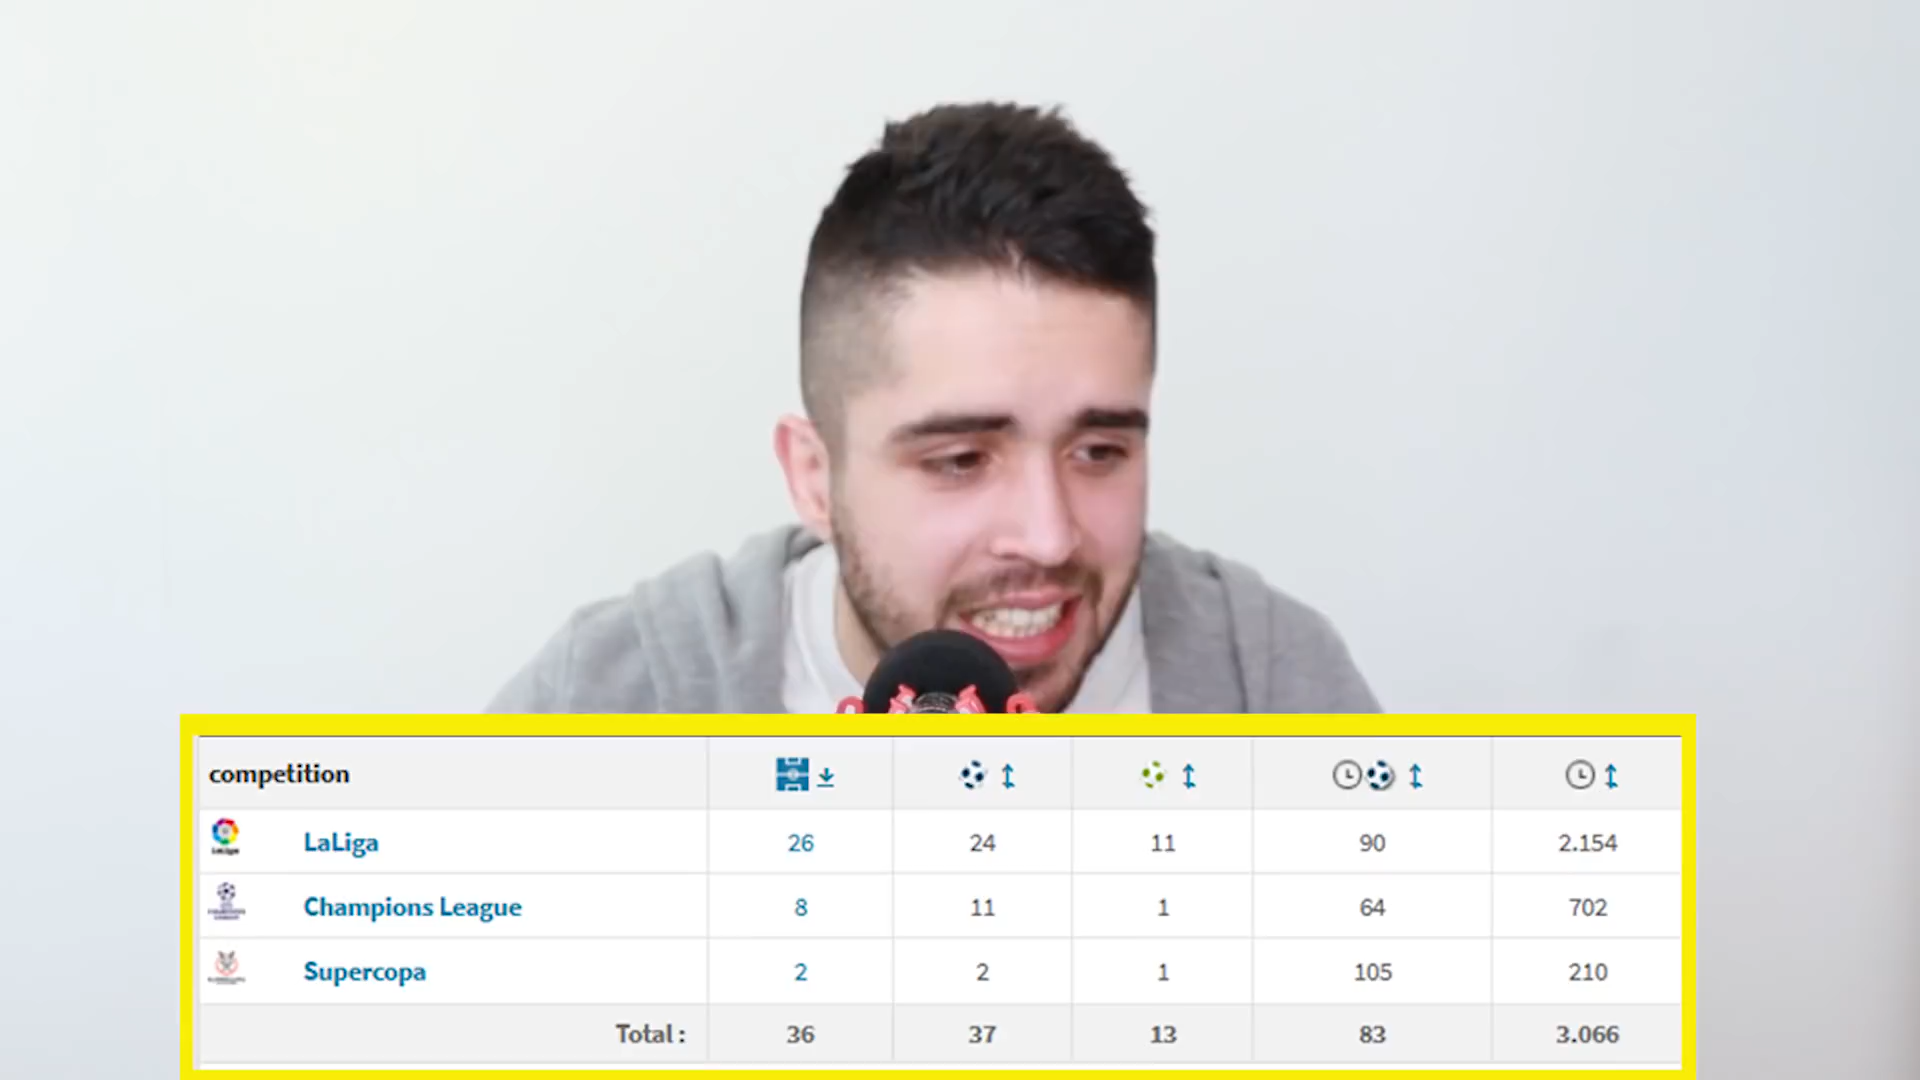 competition
LaLiga 26 24 11 90 2.154
Champions League 8 11 1 64 702
Supercopa 2 2 1 105 210
Total : 36 37 13 83 3.066